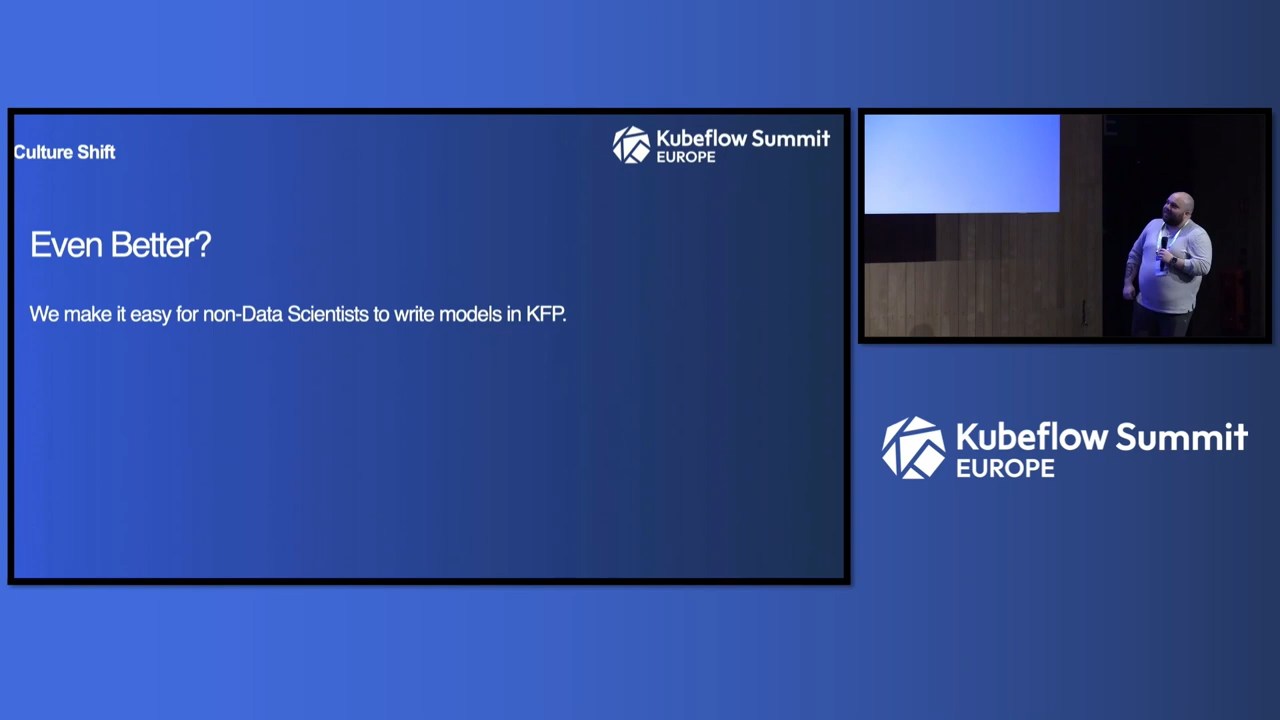 Culture Shift
Kubeflow Summit
EUROPE
Even Better?
We make it easy for non-Data Scientists to write models in KFP.
Kubeflow Summit
EUROPE